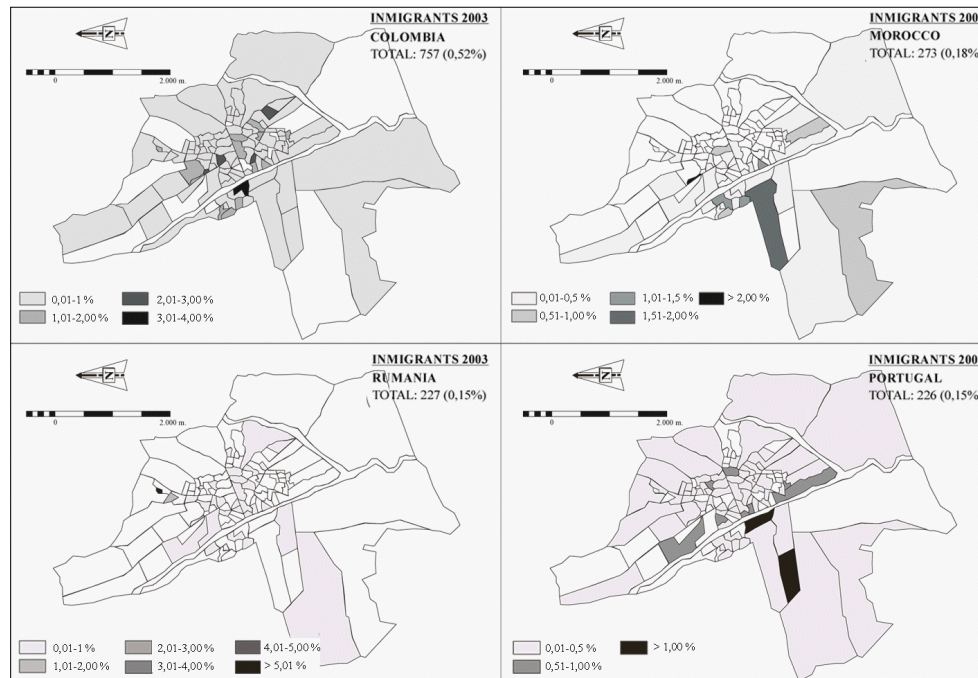 INMIGRANTS 2003
COLOMBIA
TOTAL: 757 (0,52%)
N
0 2.000 m.
0,01-1 %
1,01-2,00 %
2,01-3,00 %
3,01-4,00 %
INMIGRANTS 200
MOROCCO
TOTAL: 273 (0,18%
N
0 2.000 m.
0,01-0,5 %
0,51-1,00 %
1,01-1,5 %
1,51-2,00 %
> 2,00 %
INMIGRANTS 2003
RUMANIA
TOTAL: 227 (0,15%)
N
0 2.000 m.
0,01-1 %
1,01-2,00 %
2,01-3,00 %
3,01-4,00 %
4,01-5,00 %
> 5,01 %
INMIGRANTS 200
PORTUGAL
TOTAL: 226 (0,15%
N
0 2.000 m.
0,01-0,5 %
0,51-1,00 %
> 1,00 %